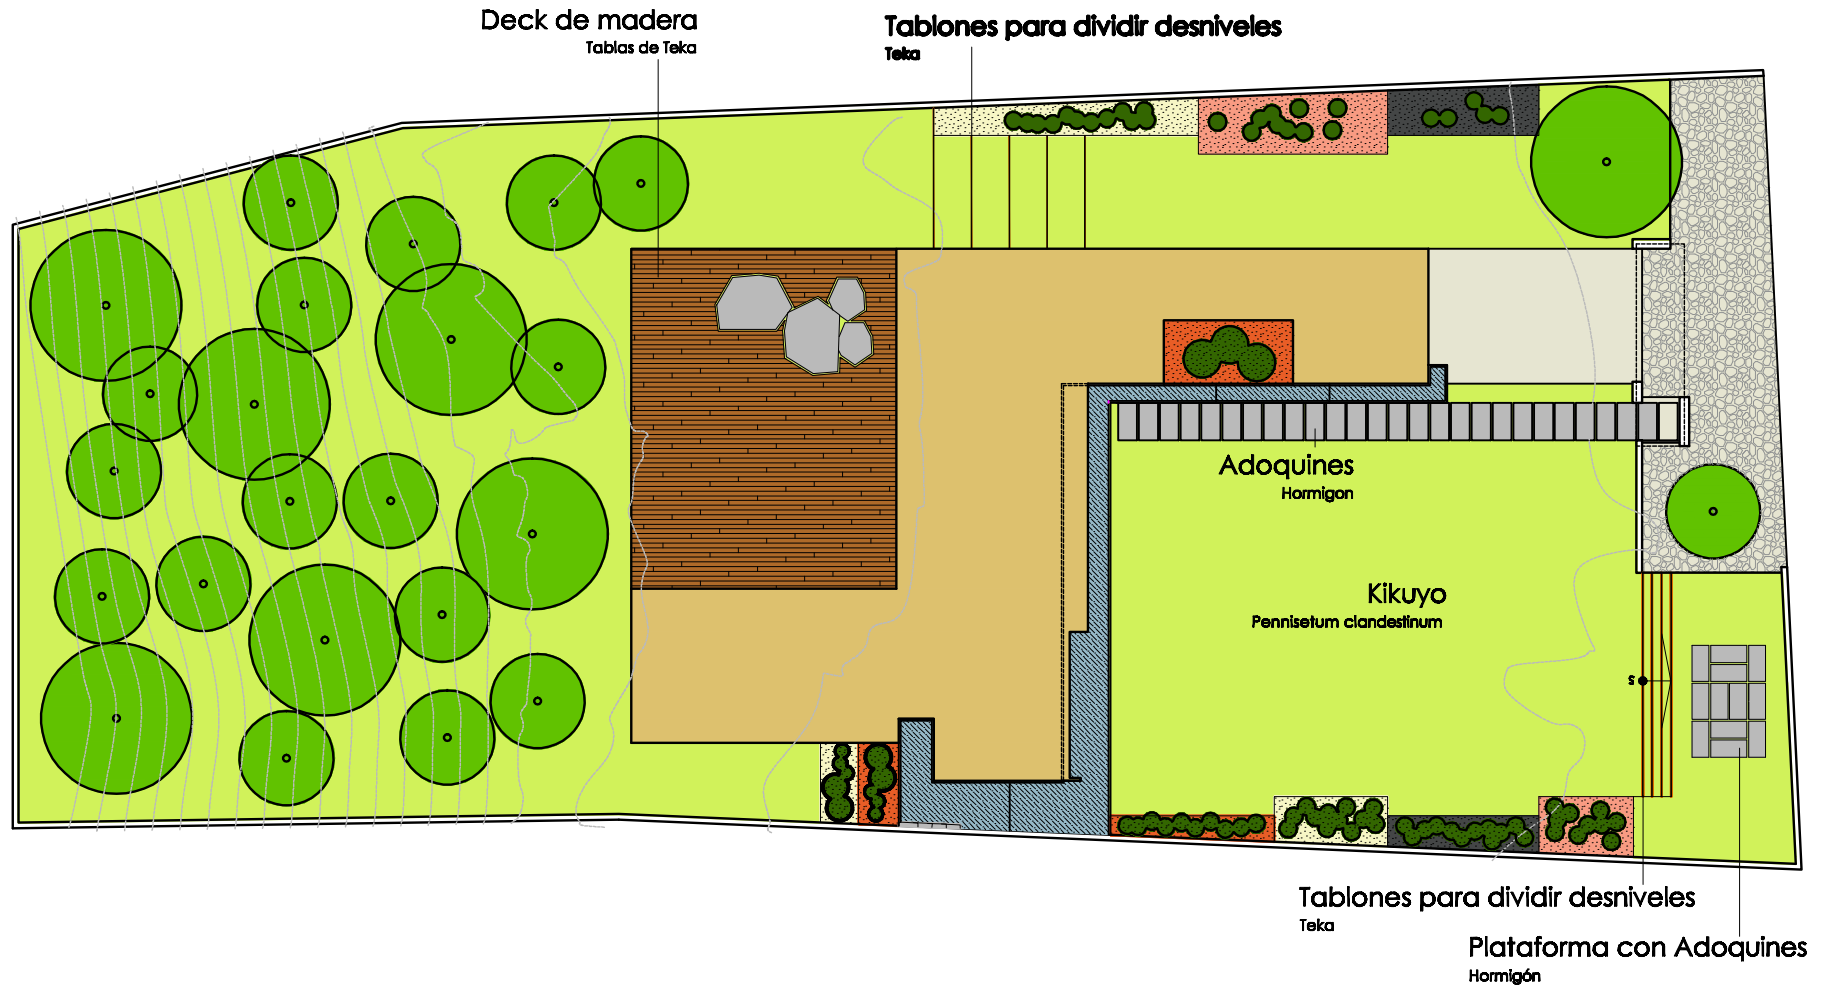 Deck de madera
Tablas de Teka
Tablones para dividir desniveles
Teka
Adoquines
Hormigon
Kikuyo
Pennisetum clandestinum
S
Tablones para dividir desniveles
Teka
Plataforma con Adoquines
Hormigón